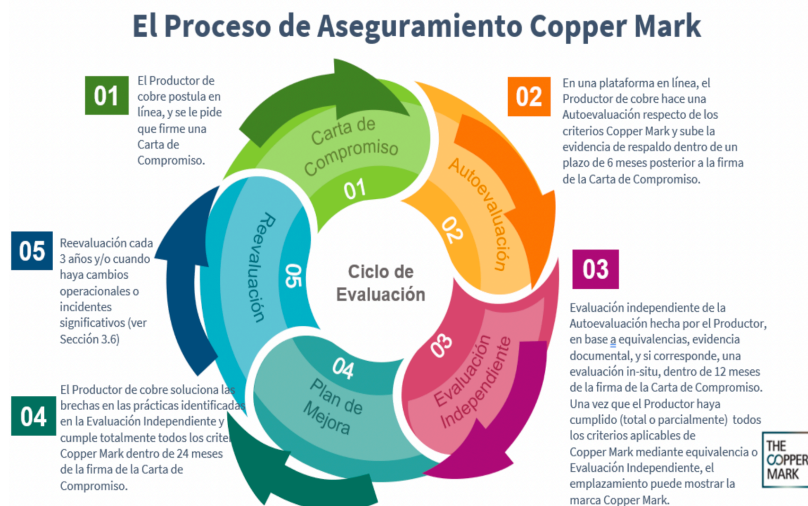 El Proceso de Aseguramiento Copper Mark
01
El Productor de
cobre postula en
línea, y se le pide
que firme una
Carta de
Compromiso.
02
En una plataforma en línea, el
Productor de cobre hace una
Autoevaluación respecto de los
criterios Copper Mark y sube la
evidencia de respaldo dentro de un
plazo de 6 meses posterior a la firma
de la Carta de Compromiso.
Carta de
Compromiso
01
Autoevaluación
02
05
Reevaluación cada
3 años y/o cuando
haya cambios
operacionales o
incidentes
significativos (ver
Sección 3.6)
Reevaluación
05
Ciclo de
Evaluación
03
Evaluación independiente de la
Autoevaluación hecha por el Productor,
en base a equivalencias, evidencia
documental, y si corresponde, una
evaluación in-situ, dentro de 12 meses
de la firma de la Carta de Compromiso.
Una vez que el Productor haya
cumplido (total o parcialmente) todos
los criterios aplicables de
Copper Mark mediante equivalencia o
Evaluación Independiente, el
emplazamiento puede mostrar la
marca Copper Mark.
03
Evaluación
Independiente
04
Plan de
Mejora
04
El Productor de cobre soluciona las
brechas en las prácticas identificadas
en la Evaluación Independiente y
cumple totalmente todos los
Copper Mark dentro de 24 meses
de la firma de la Carta de
Compromiso.
THE
COPPER
MARK